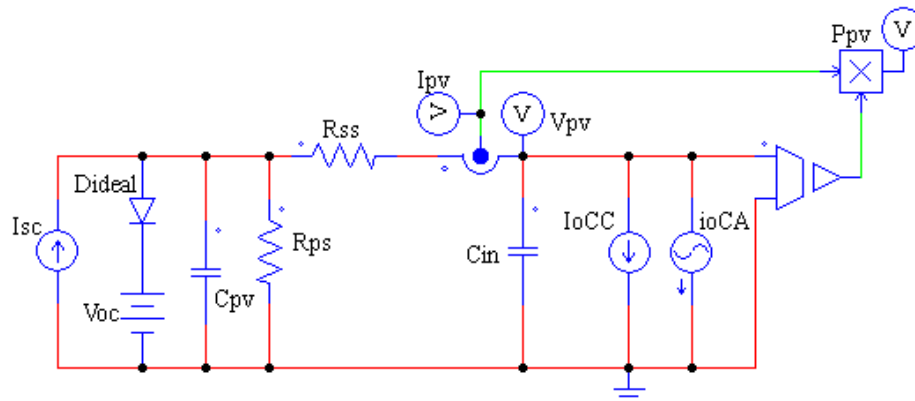 Ppv
V
Ipv
V
V
Vpv
Rss
Dideal
Isc
Rps
IoCC
ioCA
Cin
Cpv
Voc